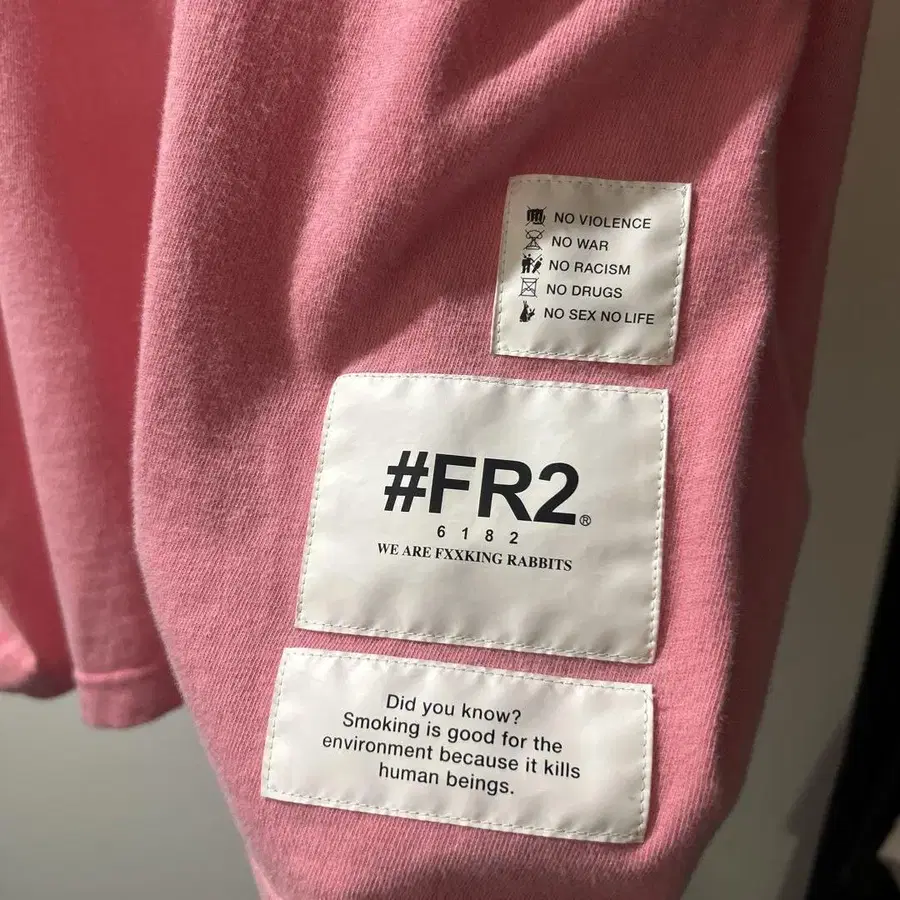 NO VIOLENCE
NO WAR
NO RACISM
NO DRUGS
NO SEX NO LIFE
#FR2®
6182
WE ARE FXXKING RABBITS
Did you know?
Smoking is good for the
environment because it kills
human beings.